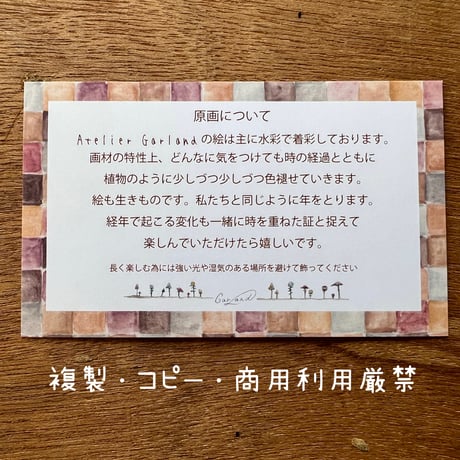 原画について
Atelier Garlandの絵は主に水彩で着彩しております。
画材の特性上、どんなに気をつけても時の経過とともに
植物のように少しづつ少しづつ色褪せていきます。
絵も生きものです。私たちと同じように年をとります。
経年で起こる変化も一緒に時を重ねた証と捉えて
楽しんでいただけたら嬉しいです。
長く楽しむ為には強い光や湿気のある場所を避けて飾ってください
Garland
複製・コピー・商用利用厳禁